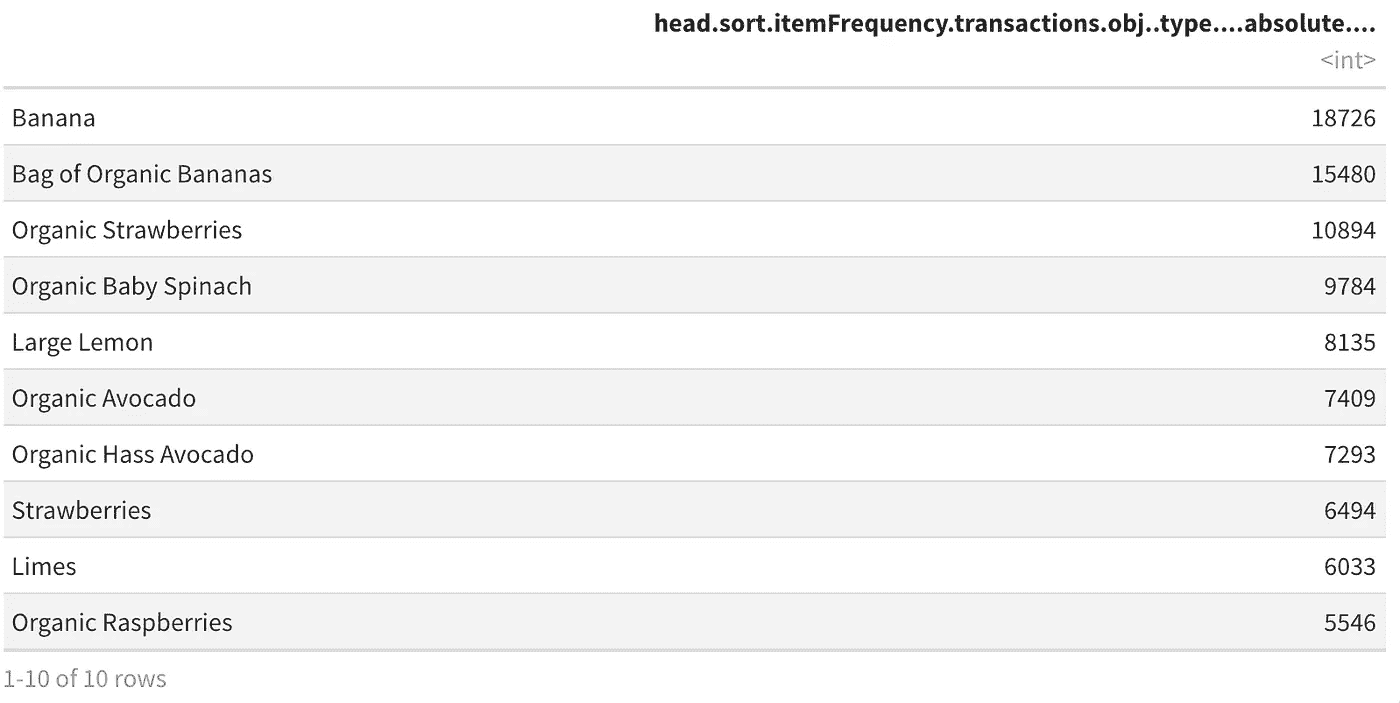 head.sort.itemFrequency.transactions.obj..type....absolute....
<int>
Banana 18726
Bag of Organic Bananas 15480
Organic Strawberries 10894
Organic Baby Spinach 9784
Large Lemon 8135
Organic Avocado 7409
Organic Hass Avocado 7293
Strawberries 6494
Limes 6033
Organic Raspberries 5546
1-10 of 10 rows